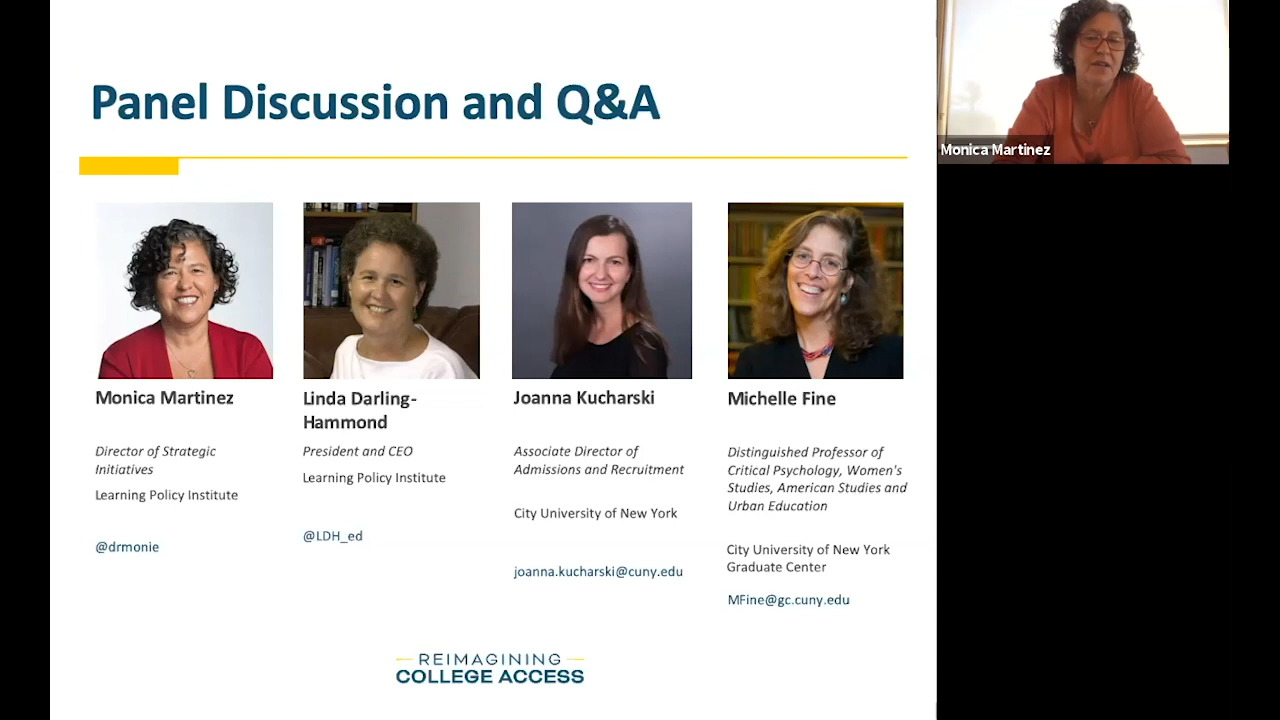 Panel Discussion and Q&A
Monica Martinez
Monica Martinez
Director of Strategic
Initiatives
Learning Policy Institute
@drmonie
Linda Darling-
Hammond
President and CEO
Learning Policy Institute
@LDH_ed
Joanna Kucharski
Associate Director of
Admissions and Recruitment
City University of New York
joanna.kucharski@cuny.edu
Michelle Fine
Distinguished Professor of
Critical Psychology, Women's
Studies, American Studies and
Urban Education
City University of New York
Graduate Center
MFine@gc.cuny.edu
REIMAGINING
COLLEGE ACCESS